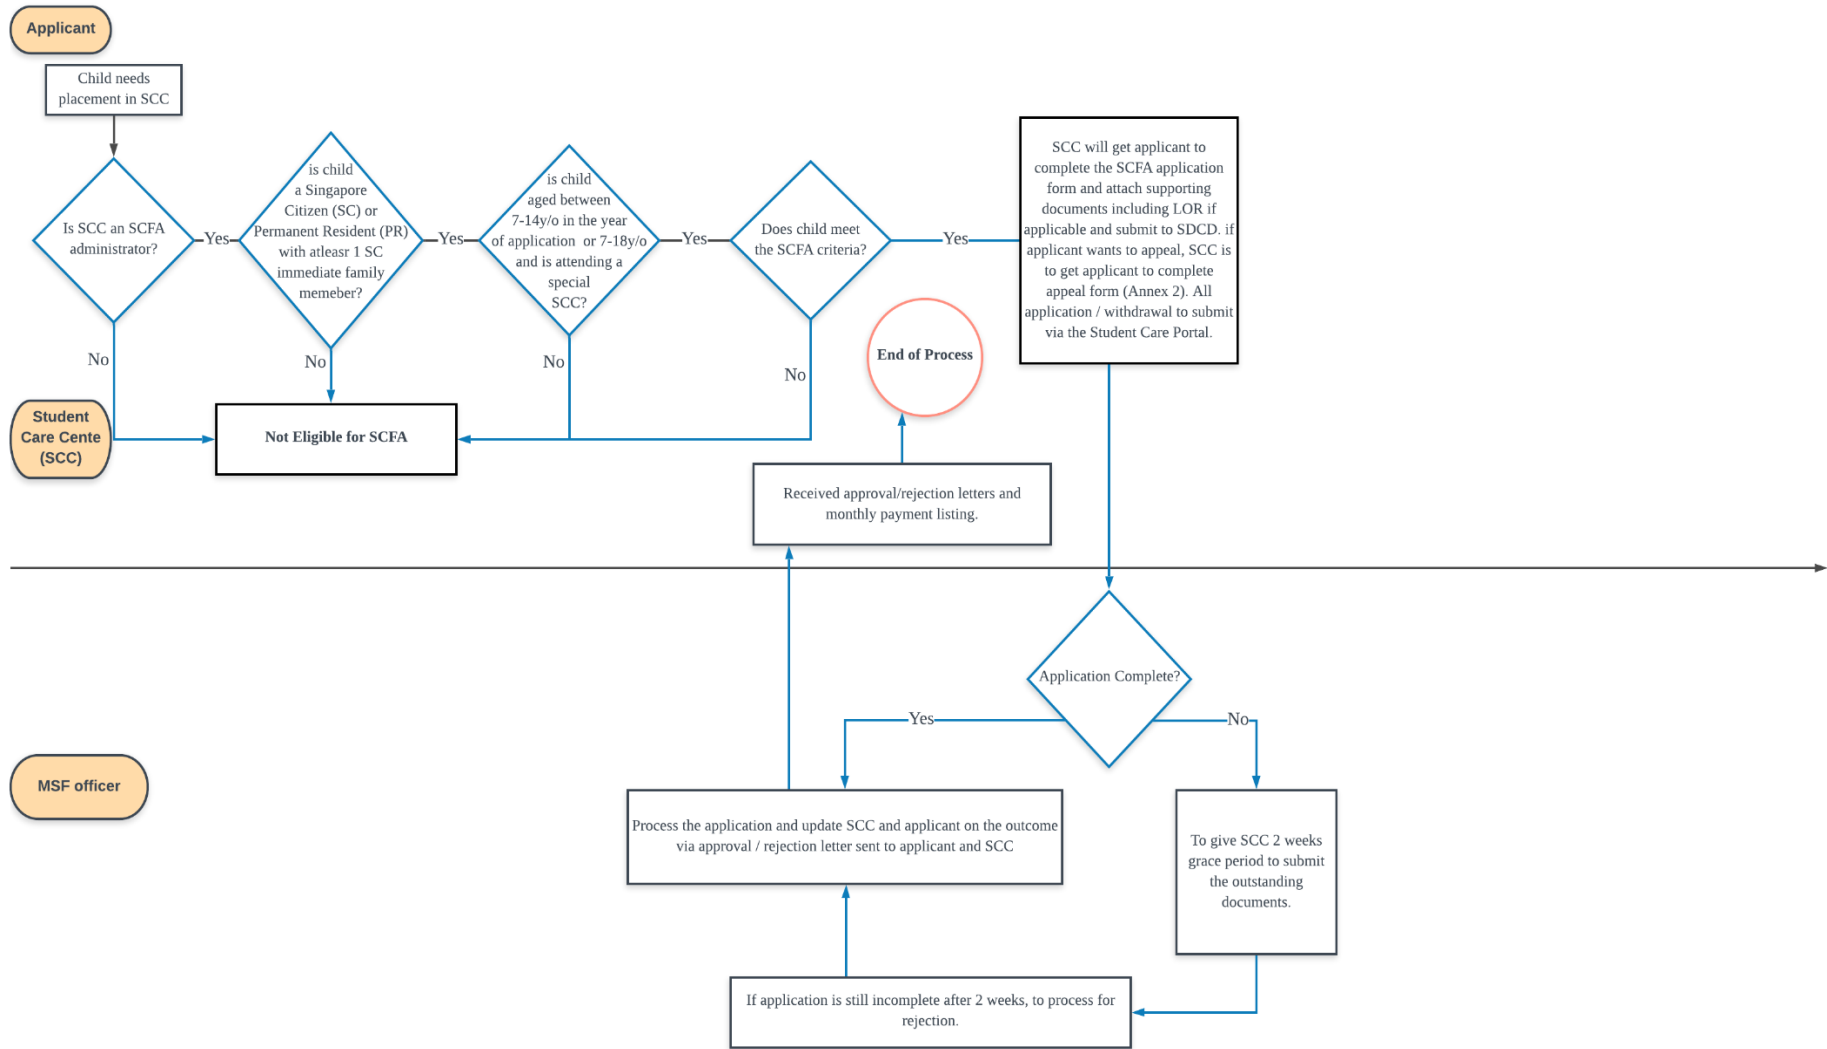 Applicant
Child needs
placement in SCC
Is SCC an SCFA
administrator?
Yes
No
is child
a Singapore
Citizen (SC) or
Permanent Resident (PR)
with atleasr 1 SC
immediate family
memeber?
Yes
No
is child
aged between
7-14y/o in the year
of application or 7-18y/o
and is attending a
special
SCC?
Yes
No
Does child meet
the SCFA criteria?
Yes
No
SCC will get applicant to
complete the SCFA application
form and attach supporting
documents including LOR if
applicable and submit to SDCD. if
applicant wants to appeal, SCC is
to get applicant to complete
appeal form (Annex 2). All
application / withdrawal to submit
via the Student Care Portal.
End of Process
Student
Care Cente
(SCC)
Not Eligible for SCFA
Received approval/rejection letters and
monthly payment listing.
Application Complete?
Yes
No
MSF officer
Process the application and update SCC and applicant on the outcome
via approval / rejection letter sent to applicant and SCC
To give SCC 2 weeks
grace period to submit
the outstanding
documents.
If application is still incomplete after 2 weeks, to process for
rejection.